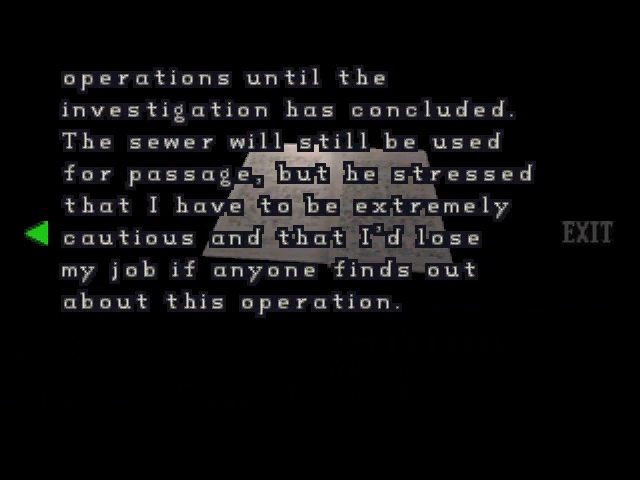 operations until the
investigation has concluded.
The sewer will still be used
for passage, but he stressed
that I have to be extremely
cautious and that I'd lose
my job if anyone finds out
about this operation.
EXIT